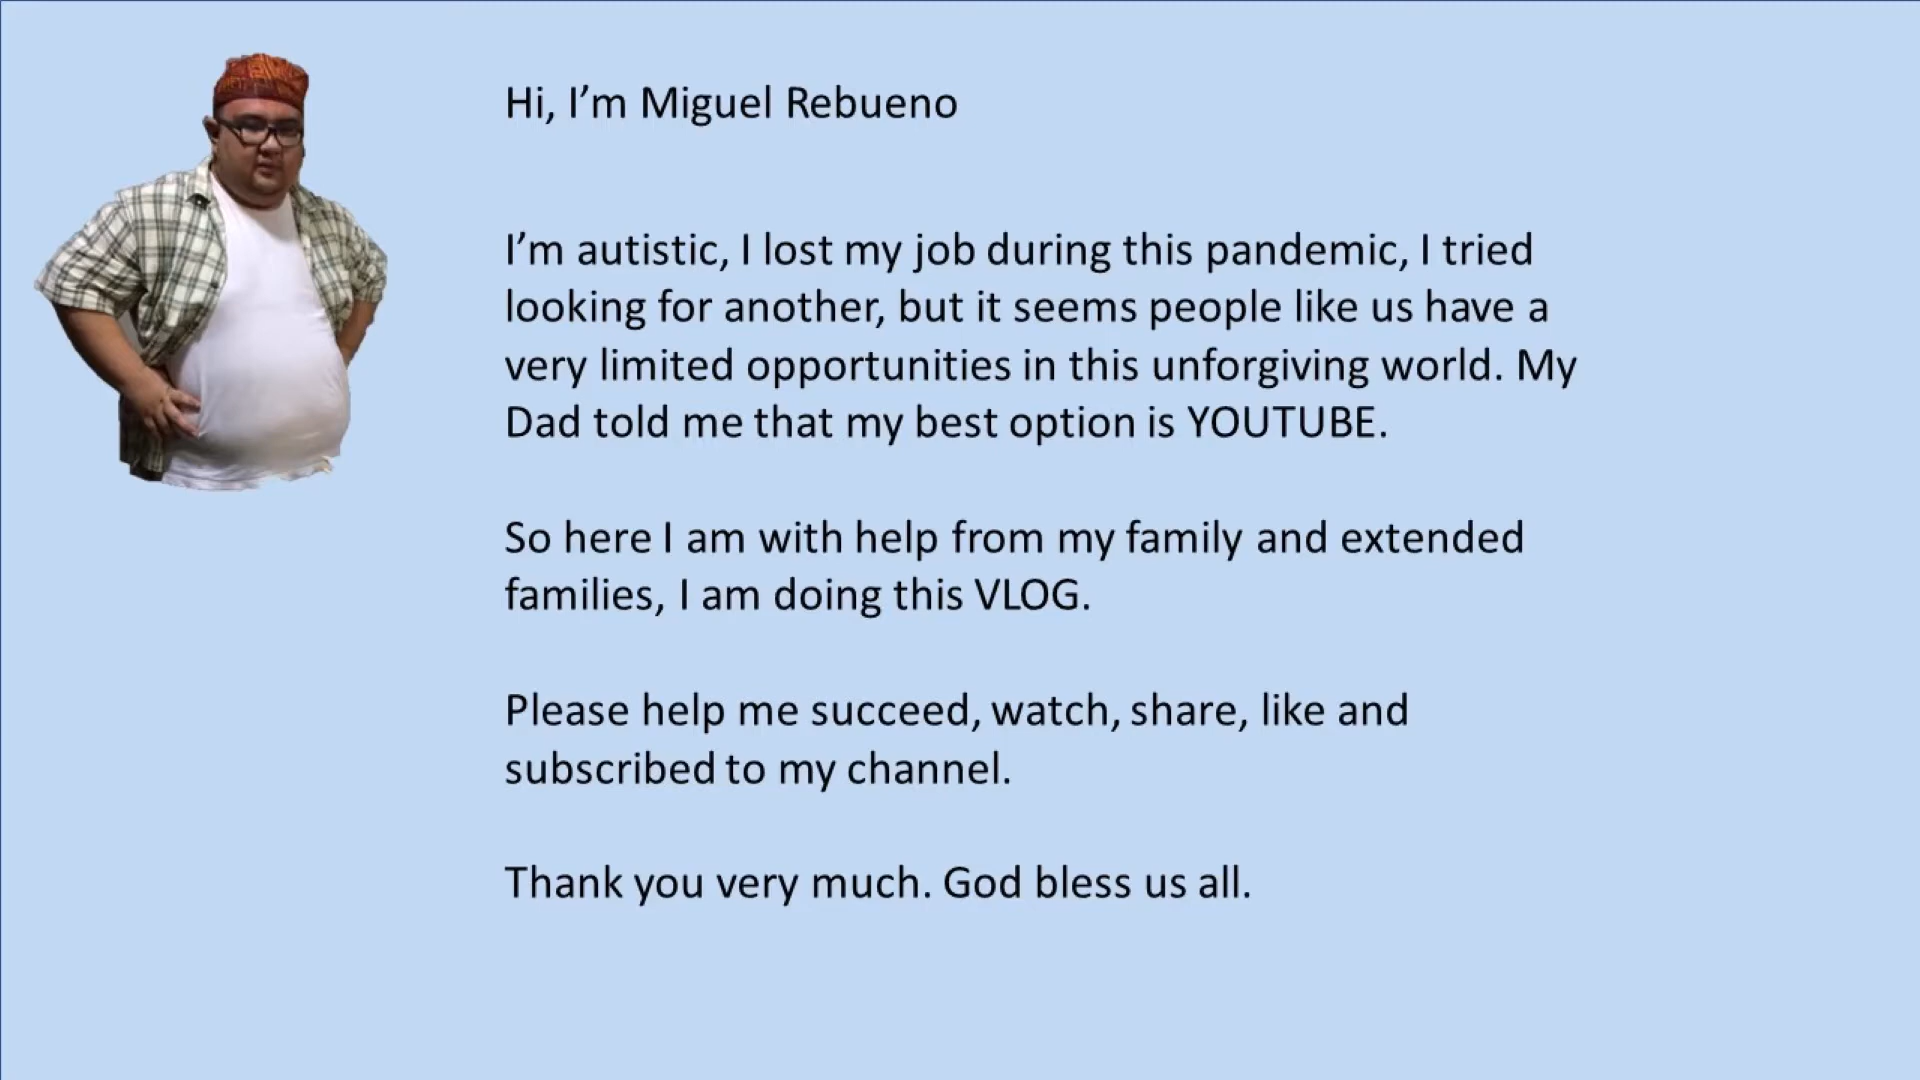 Hi, I’m Miguel Rebueno
I’m autistic, I lost my job during this pandemic, I tried
looking for another, but it seems people like us have a
very limited opportunities in this unforgiving world. My
Dad told me that my best option is YOUTUBE.
So here I am with help from my family and extended
families, I am doing this VLOG.
Please help me succeed, watch, share, like and
subscribed to my channel.
Thank you very much. God bless us all.